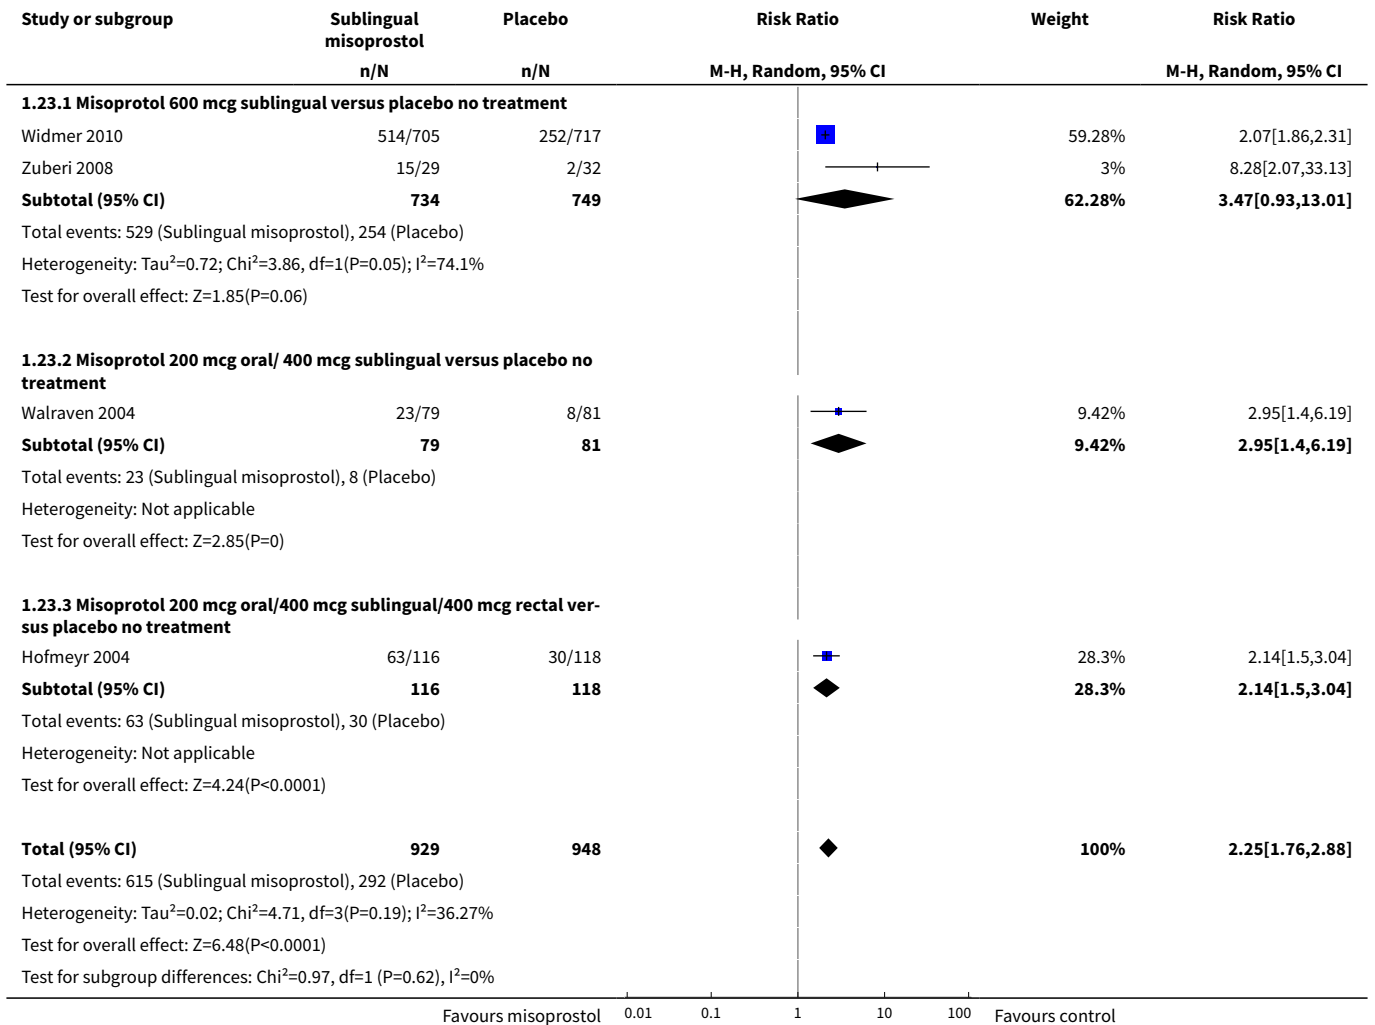 Study or subgroup Sublingual misoprostol Placebo Risk Ratio Weight Risk Ratio
n/N n/N M-H, Random, 95% CI M-H, Random, 95% CI
1.23.1 Misoprotol 600 mcg sublingual versus placebo no treatment
Widmer 2010 514/705 252/717 59.28% 2.07[1.86,2.31]
Zuberi 2008 15/29 2/32 3% 8.28[2.07,33.13]
Subtotal (95% CI) 734 749 62.28% 3.47[0.93,13.01]
Total events: 529 (Sublingual misoprostol), 254 (Placebo)
Heterogeneity: Tau²=0.72; Chi²=3.86, df=1(P=0.05); I²=74.1%
Test for overall effect: Z=1.85(P=0.06)
1.23.2 Misoprotol 200 mcg oral/ 400 mcg sublingual versus placebo no
treatment
Walraven 2004 23/79 8/81 9.42% 2.95[1.4,6.19]
Subtotal (95% CI) 79 81 9.42% 2.95[1.4,6.19]
Total events: 23 (Sublingual misoprostol), 8 (Placebo)
Heterogeneity: Not applicable
Test for overall effect: Z=2.85(P=0)
1.23.3 Misoprotol 200 mcg oral/400 mcg sublingual/400 mcg rectal ver-
sus placebo no treatment
Hofmeyr 2004 63/116 30/118 28.3% 2.14[1.5,3.04]
Subtotal (95% CI) 116 118 28.3% 2.14[1.5,3.04]
Total events: 63 (Sublingual misoprostol), 30 (Placebo)
Heterogeneity: Not applicable
Test for overall effect: Z=4.24(P<0.0001)
Total (95% CI) 929 948 100% 2.25[1.76,2.88]
Total events: 615 (Sublingual misoprostol), 292 (Placebo)
Heterogeneity: Tau²=0.02; Chi²=4.71, df=3(P=0.19); I²=36.27%
Test for overall effect: Z=6.48(P<0.0001)
Test for subgroup differences: Chi²=0.97, df=1 (P=0.62), I²=0%
Favours misoprostol 0.01 0.1 1 10 100 Favours control